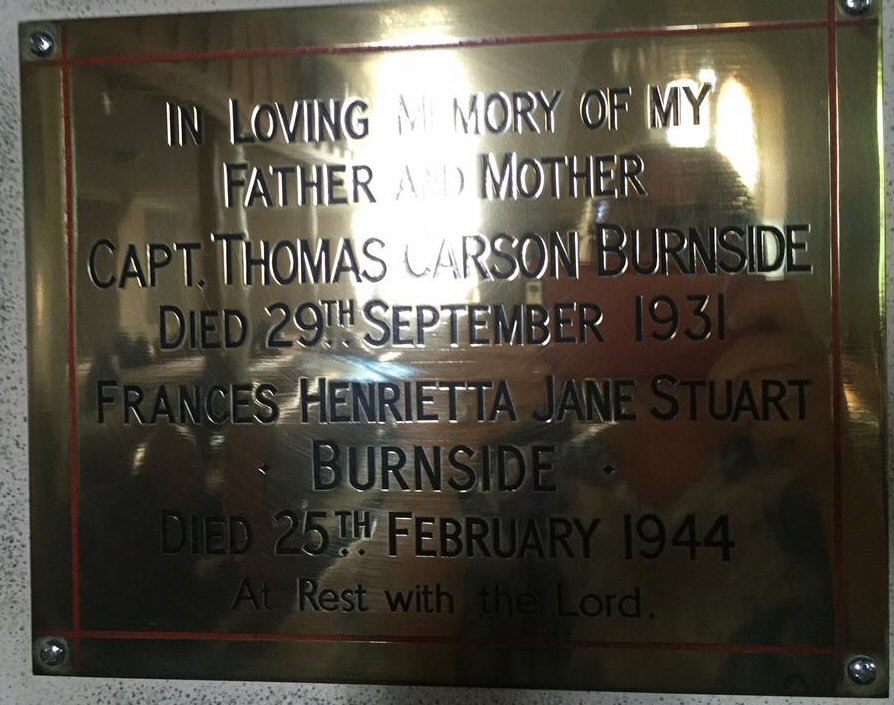 IN LOVING MEMORY OF MY
FATHER AND MOTHER
CAPT. THOMAS CARSON BURNSIDE
DIED 29TH SEPTEMBER 1931
FRANCES HENRIETTA JANE STUART
· BURNSIDE ·
DIED 25TH FEBRUARY 1944
At Rest with the Lord.